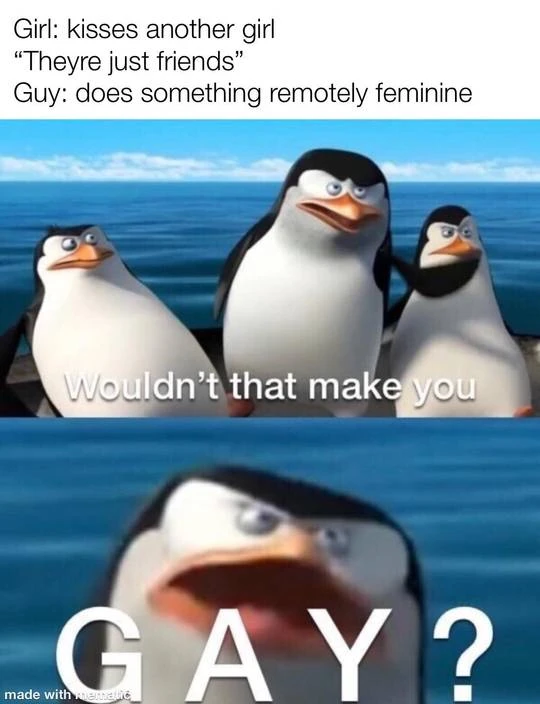 Girl: kisses another girl
“Theyre just friends”
Guy: does something remotely feminine
Wouldn’t that make you
GAY?
made with mematic